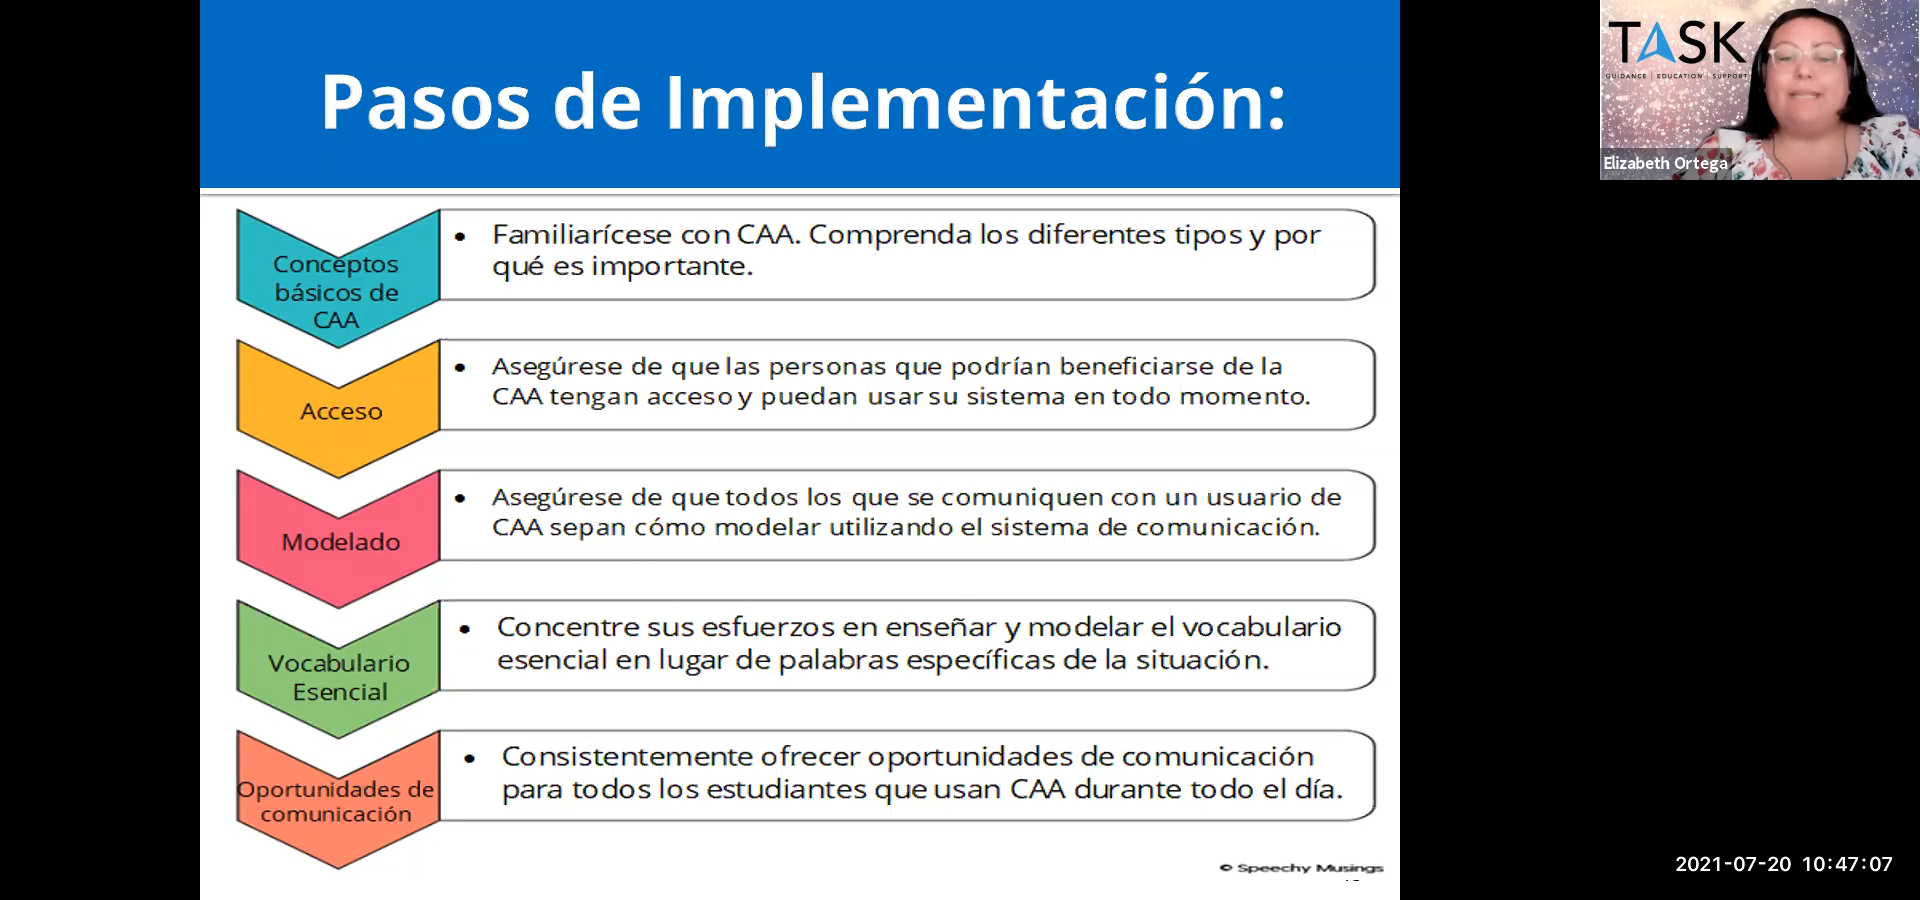 Pasos de Implementación:
Conceptos
básicos de
CAA
• Familiarícese con CAA. Comprenda los diferentes tipos y por
qué es importante.
Acceso
• Asegúrese de que las personas que podrían beneficiarse de la
CAA tengan acceso y puedan usar su sistema en todo momento.
Modelado
• Asegúrese de que todos los que se comuniquen con un usuario de
CAA sepan cómo modelar utilizando el sistema de comunicación.
Vocabulario
Esencial
• Concentre sus esfuerzos en enseñar y modelar el vocabulario
esencial en lugar de palabras específicas de la situación.
Oportunidades de
comunicación
• Consistentemente ofrecer oportunidades de comunicación
para todos los estudiantes que usan CAA durante todo el día.
© Speechy Musings
TASK
GUIDANCE | EDUCATION | SUPPORT
Elizabeth Ortega
2021-07-20 10:47:07